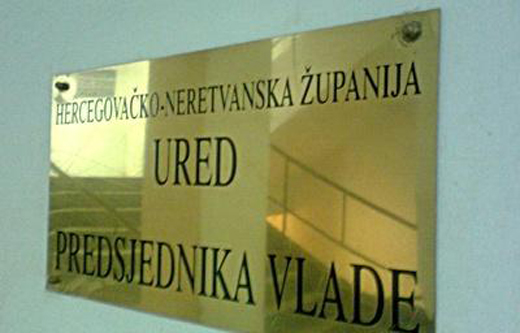 HERCEGOVAČKO-NERETVANSKA ŽUPANIJA
URED
PREDSJEDNIKA VLADE